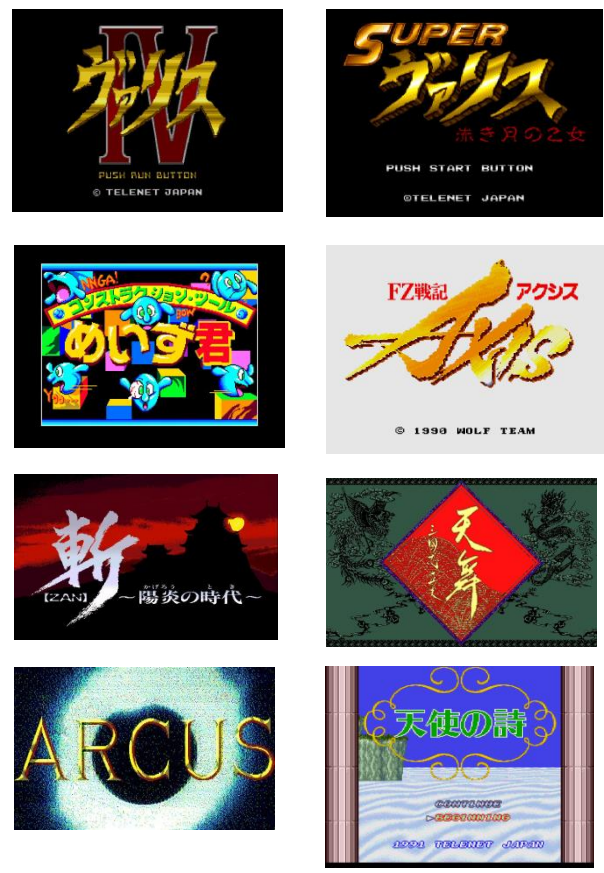 IV
ヴァリス
PUSH RUN BUTTON
© TELENET JAPAN
SUPER
ヴァリス
赤き月の乙女
PUSH START BUTTON
©TELENET JAPAN
NNGA!
?
コンストラクション・ツール
BOW
めいず君
FZ戦記
アクシス
AXIS
© 1990 WOLF TEAM
斬
【ZAN】
かげろう とき
～陽炎の時代～
天舞
ARCUS
天使の詩
CONTINUE
▷BEGINNING
1991 TELENET JAPAN